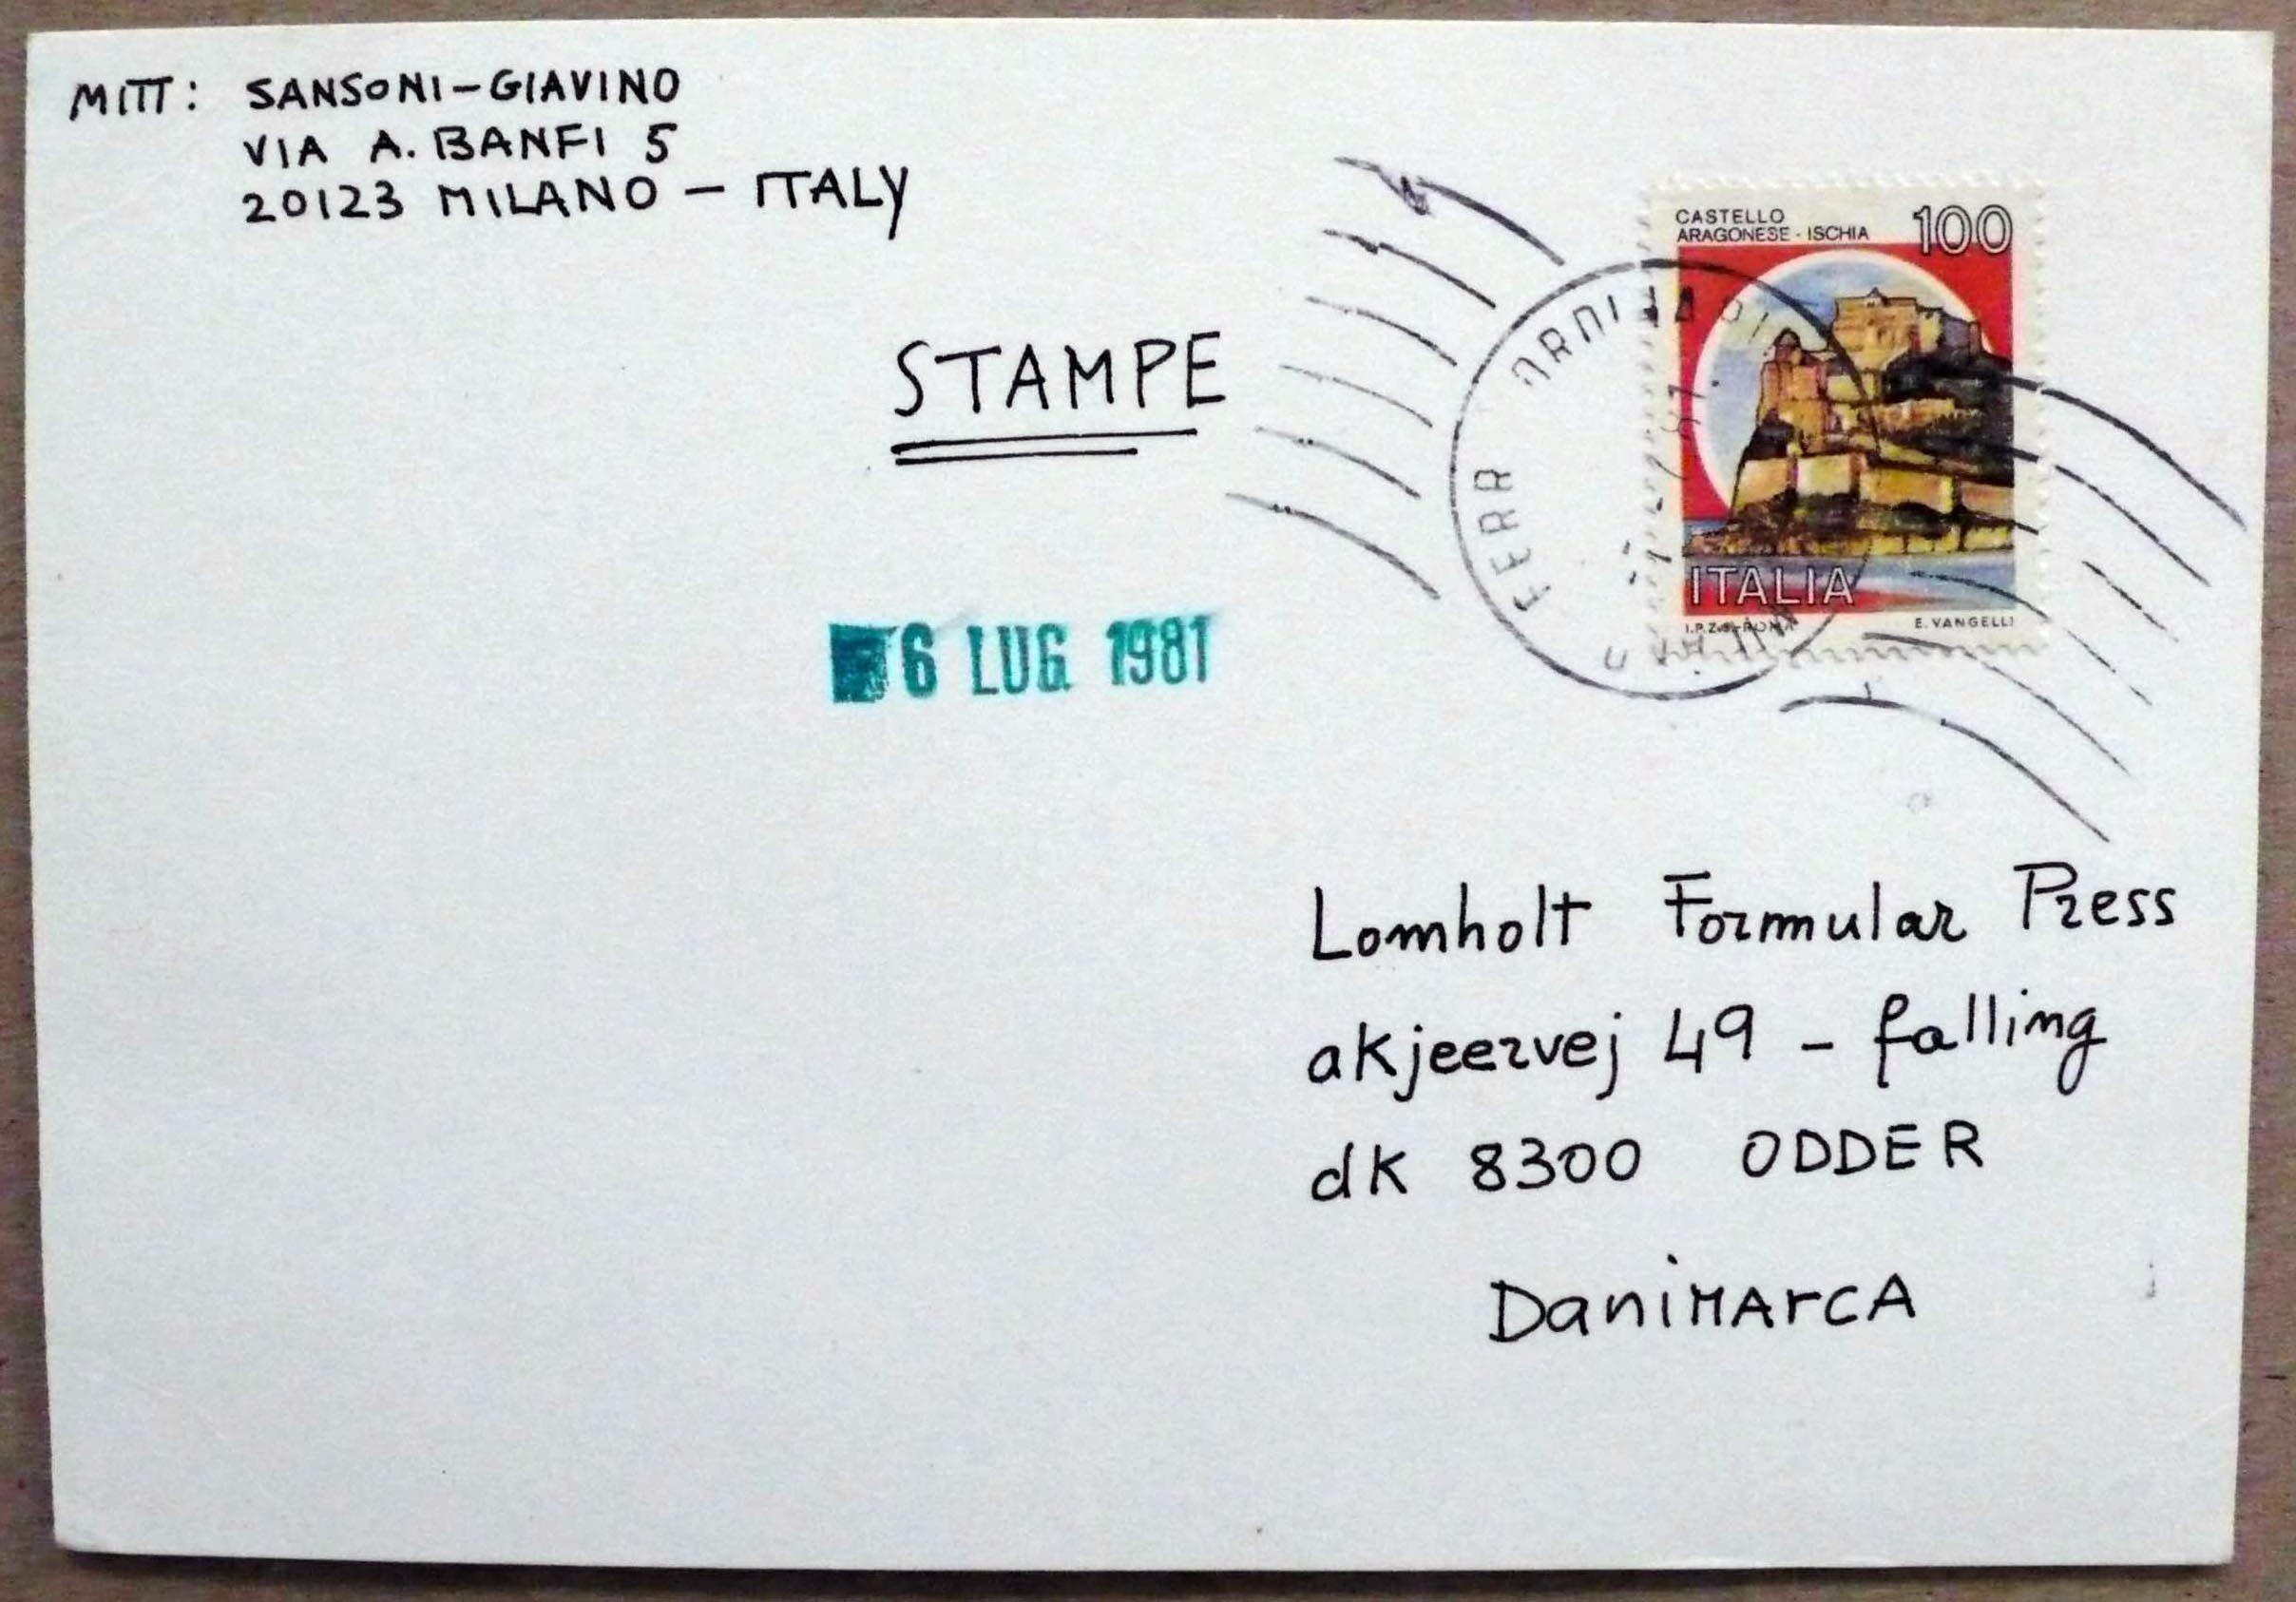 MITT: SANSONI-GIAVINO
VIA A. BANFI 5
20123 MILANO - ITALY
CASTELLO
ARAGONESE - ISCHIA 100
STAMPE
FERR
ITALIA
I.P.Z.S.-ROMA E. VANGELLI
6 LUG 1981
Lomholt Formular Press
akjeervej 49 - falling
dk 8300 ODDER
DaniMArcA